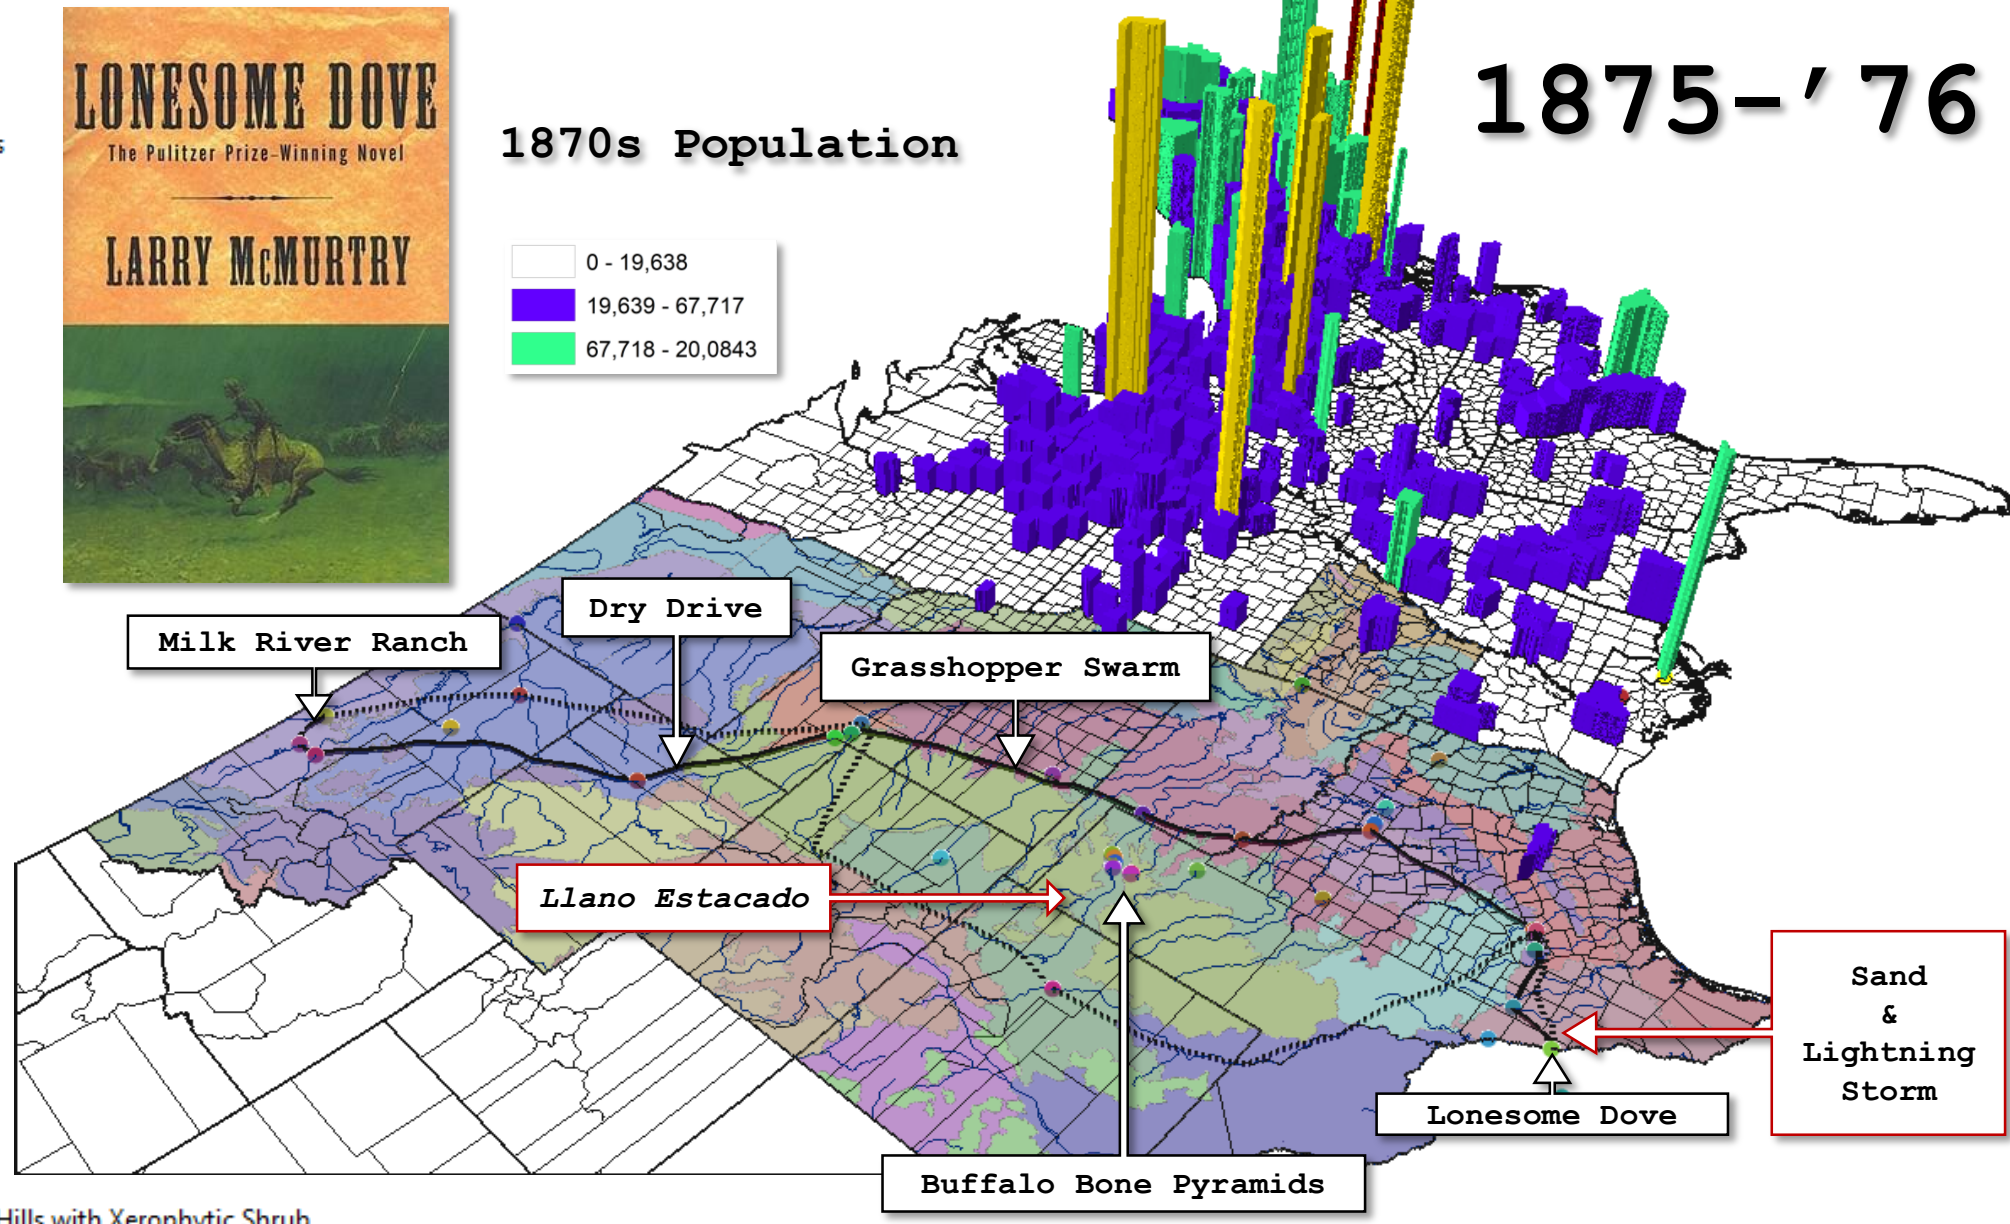 LONESOME DOVE
The Pulitzer Prize-Winning Novel
LARRY McMURTRY
1870s Population
1875-'76
0 - 19,638
19,639 - 67,717
67,718 - 20,0843
Milk River Ranch
Dry Drive
Grasshopper Swarm
Llano Estacado
Sand
&
Lightning
Storm
Lonesome Dove
Buffalo Bone Pyramids
Hills with Xerophytic Shrub